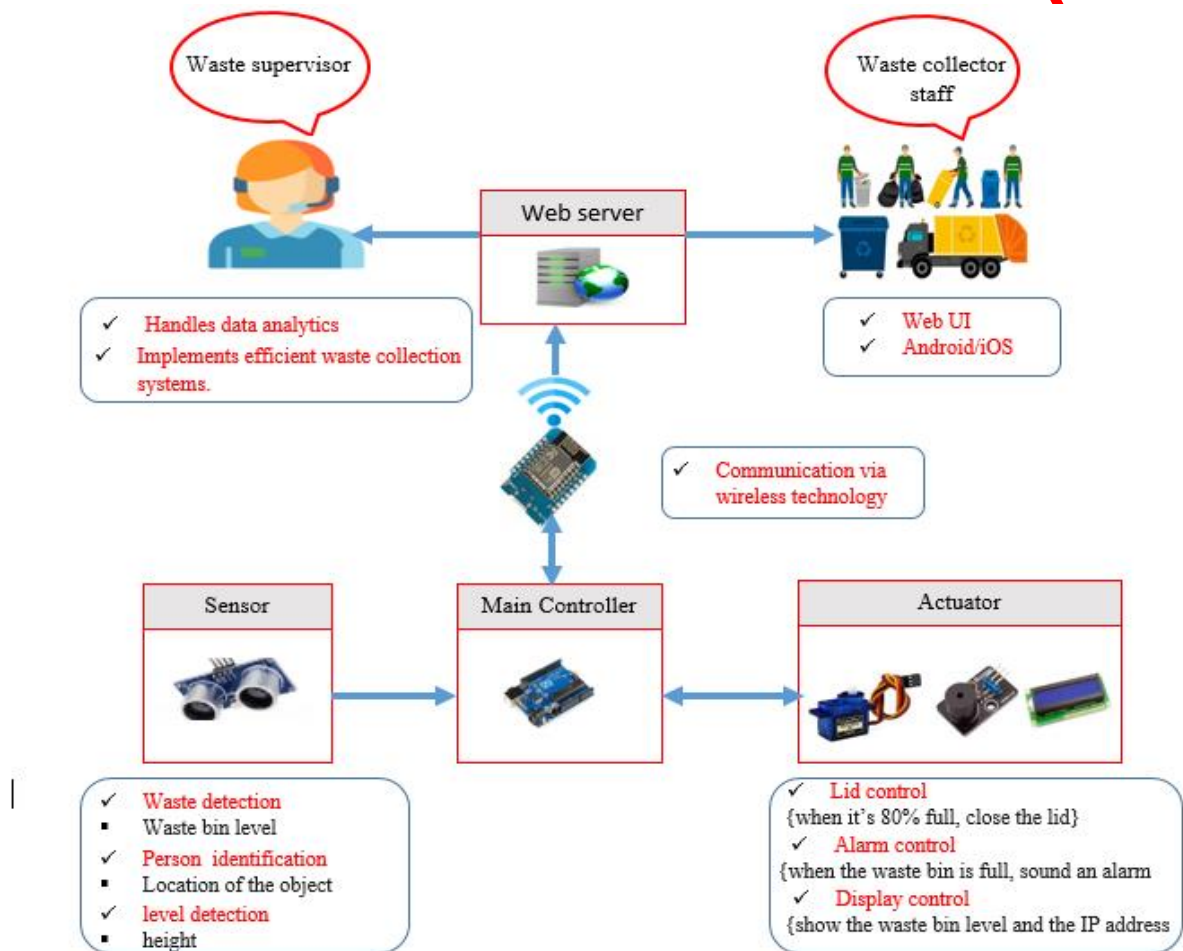 Waste supervisor
Waste collector
staff
Web server
✓ Handles data analytics
✓ Implements efficient waste collection
systems.
✓ Web UI
✓ Android/iOS
✓ Communication via
wireless technology
Sensor
Main Controller
Actuator
✓ Waste detection
▪ Waste bin level
✓ Person identification
▪ Location of the object
✓ level detection
▪ height
✓ Lid control
{when it's 80% full, close the lid}
✓ Alarm control
{when the waste bin is full, sound an alarm
✓ Display control
{show the waste bin level and the IP address